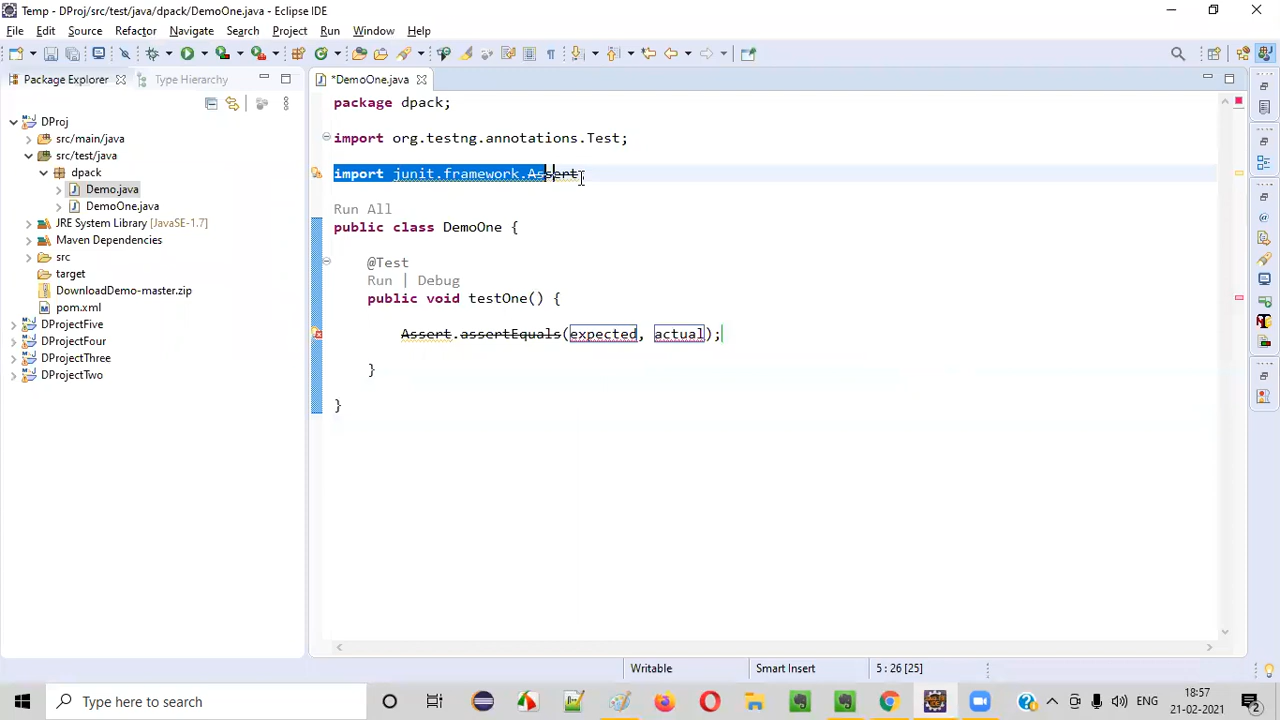 Temp - DProj/src/test/java/dpack/DemoOne.java - Eclipse IDE
File Edit Source Refactor Navigate Search Project Run Window Help
Package Explorer Type Hierarchy
*DemoOne.java
DProj
src/main/java
src/test/java
dpack
Demo.java
DemoOne.java
JRE System Library [JavaSE-1.7]
Maven Dependencies
src
target
DownloadDemo-master.zip
pom.xml
DProjectFive
DProjectFour
DProjectThree
DProjectTwo
package dpack;
import org.testng.annotations.Test;
import junit.framework.Assert;
Run All
public class DemoOne {
@Test
Run | Debug
public void testOne() {
Assert.assertEquals(expected, actual);
}
}
Writable Smart Insert 5 : 26 [25]
Type here to search
ENG
18:57
21-02-2021
2